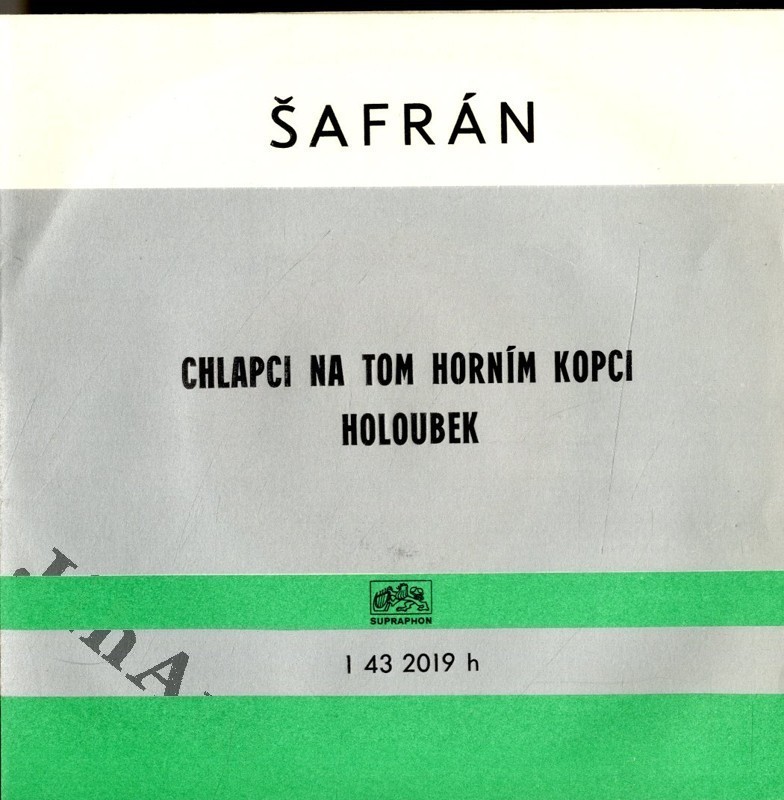 ŠAFRÁN
CHLAPCI NA TOM HORNÍM KOPCI
HOLOUBEK
SUPRAPHON
1 43 2019 h